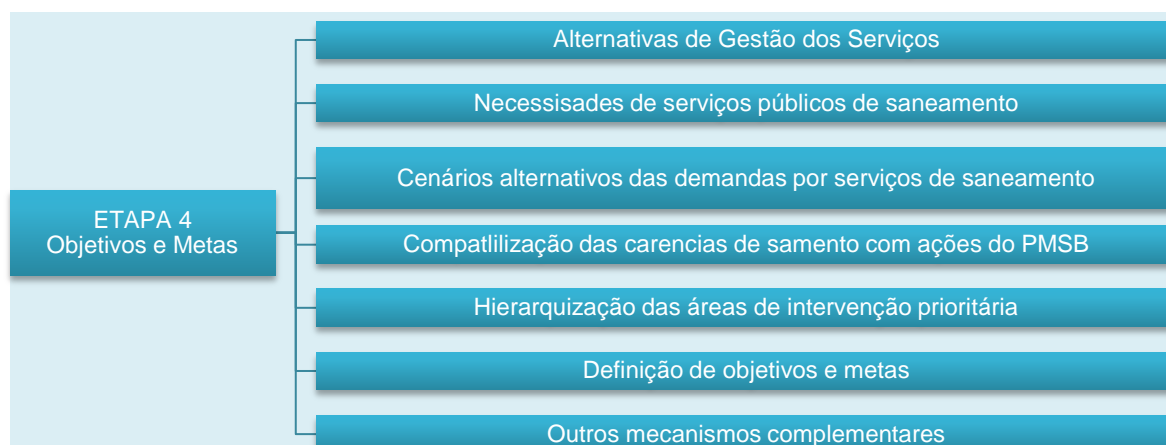 ETAPA 4
Objetivos e Metas
Alternativas de Gestão dos Serviços
Necessisades de serviços públicos de saneamento
Cenários alternativos das demandas por serviços de saneamento
Compatlilização das carencias de samento com ações do PMSB
Hierarquização das áreas de intervenção prioritária
Definição de objetivos e metas
Outros mecanismos complementares